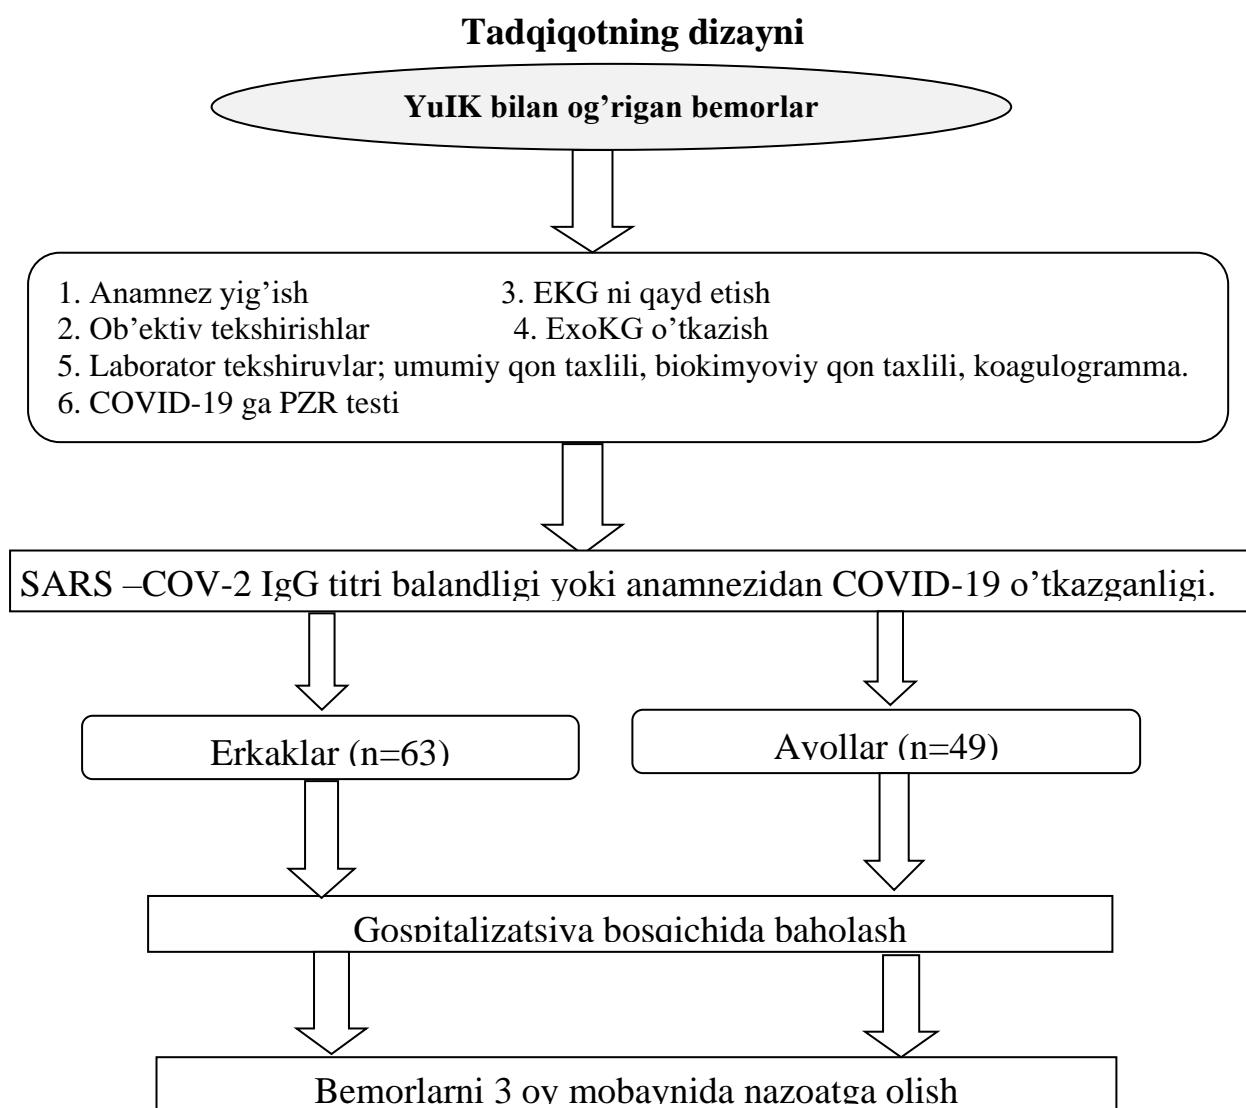 Tadqiqotning dizayni
YuIK bilan og’rigan bemorlar
1. Anamnez yig’ish 3. EKG ni qayd etish
2. Ob’ektiv tekshirishlar 4. ExoKG o’tkazish
5. Laborator tekshiruvlar; umumiy qon taxlili, biokimyoviy qon taxlili, koagulogramma.
6. COVID-19 ga PZR testi
SARS –COV-2 IgG titri balandligi yoki anamnezidan COVID-19 o’tkazganligi.
Erkaklar (n=63) Ayollar (n=49)
Gospitalizatsiya bosqichida baholash
Bemorlarni 3 oy mobaynida nazoatga olish